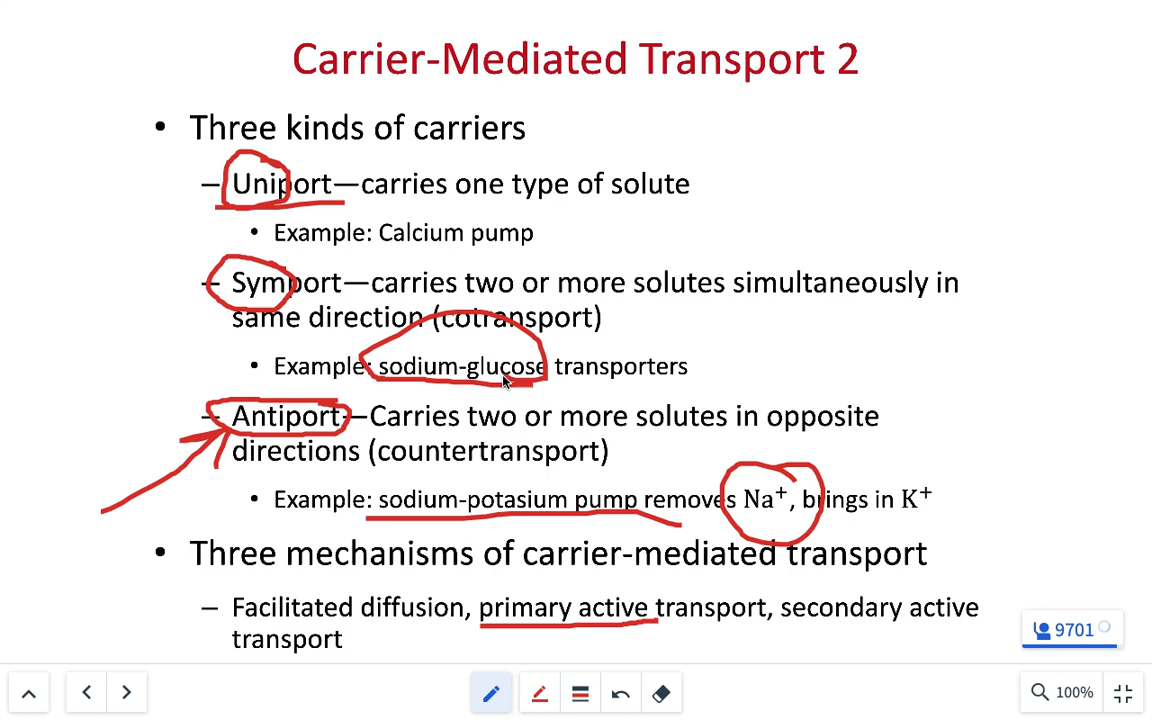 Carrier-Mediated Transport 2
• Three kinds of carriers
– Uniport—carries one type of solute
• Example: Calcium pump
– Symport—carries two or more solutes simultaneously in
same direction (cotransport)
• Example: sodium-glucose transporters
– Antiport—Carries two or more solutes in opposite
directions (countertransport)
• Example: sodium-potasium pump removes Na⁺, brings in K⁺
• Three mechanisms of carrier-mediated transport
– Facilitated diffusion, primary active transport, secondary active
transport
9701
100%